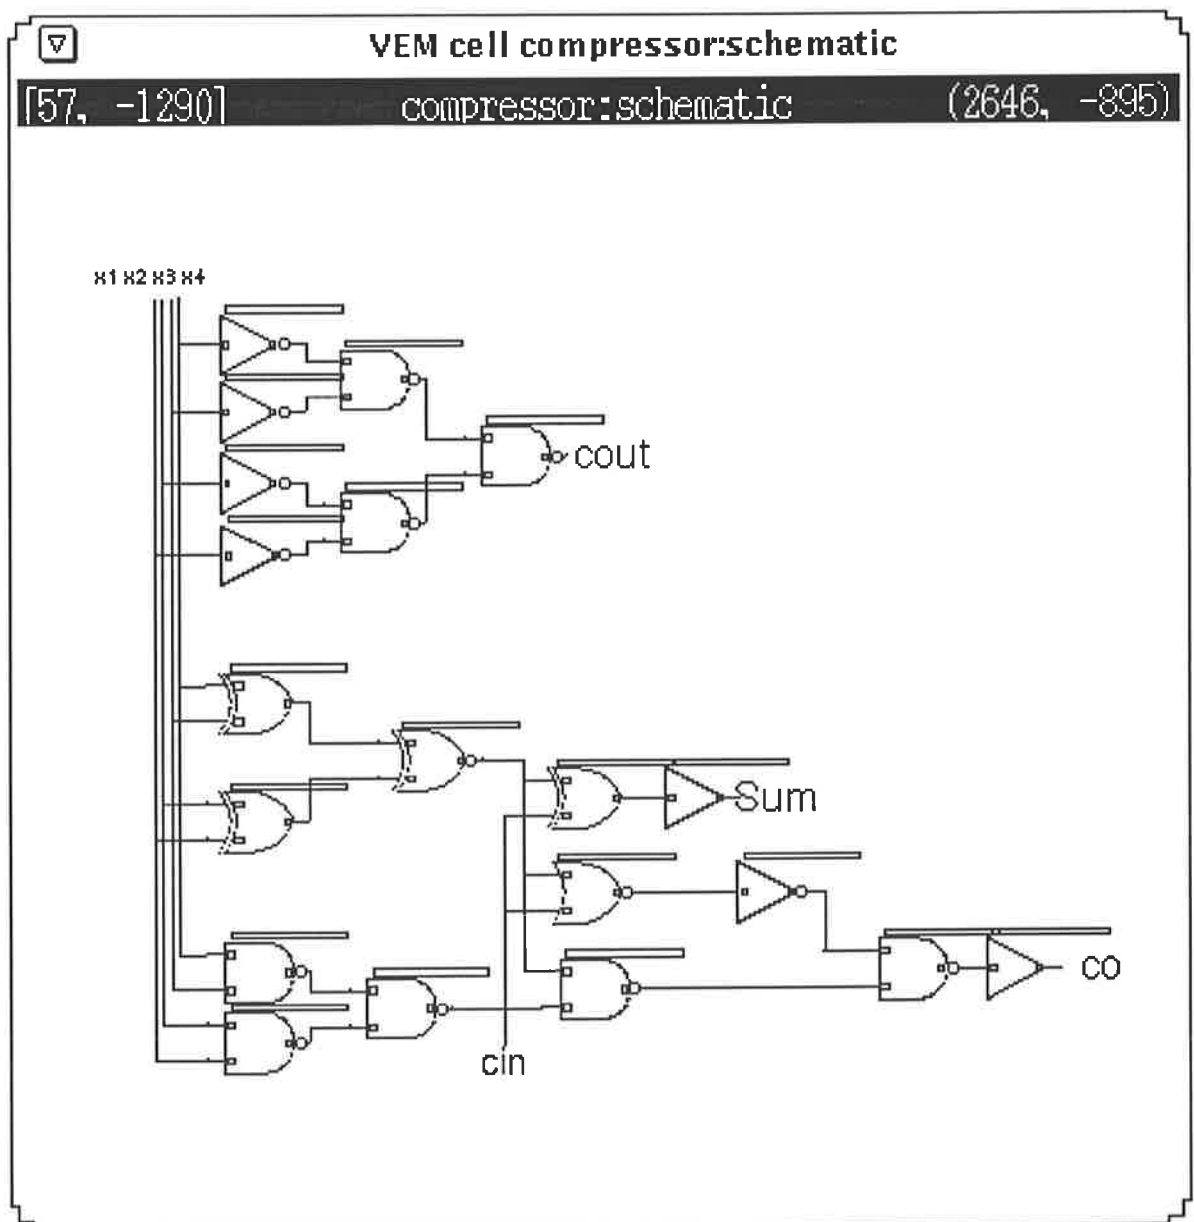 VEM cell compressor:schematic
[57, -1290] compressor:schematic (2646, -895)
x1 x2 x3 x4
cout
Sum
co
cin